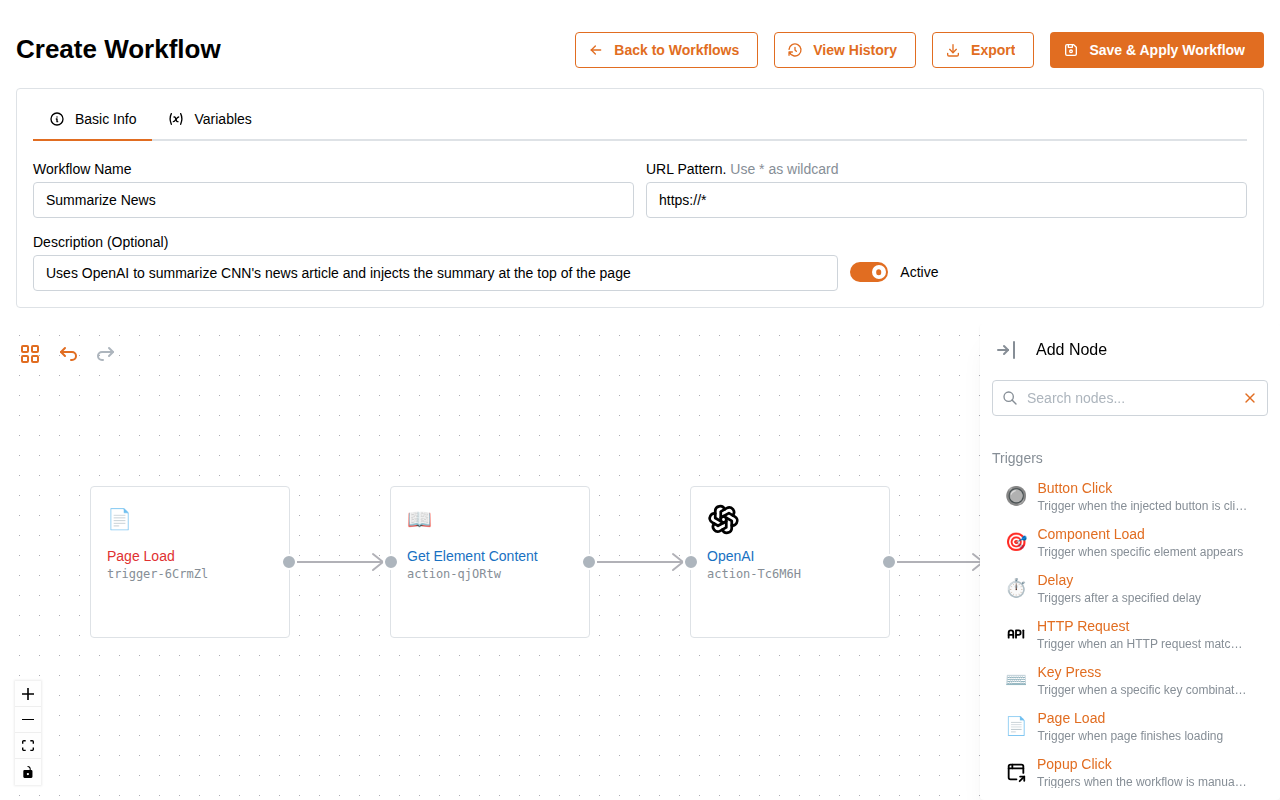 Create Workflow
Back to Workflows
View History
Export
Save & Apply Workflow
Basic Info
(x) Variables
Workflow Name
URL Pattern. Use * as wildcard
Summarize News
https://*
Description (Optional)
Uses OpenAI to summarize CNN's news article and injects the summary at the top of the page
Active
Add Node
Search nodes...
Triggers
Button Click
Trigger when the injected button is cli…
Component Load
Trigger when specific element appears
Delay
Triggers after a specified delay
API
HTTP Request
Trigger when an HTTP request matc…
Key Press
Trigger when a specific key combinat…
Page Load
Trigger when page finishes loading
Popup Click
Triggers when the workflow is manua…
Page Load
trigger-6CrmZl
Get Element Content
action-qjORtw
OpenAI
action-Tc6M6H